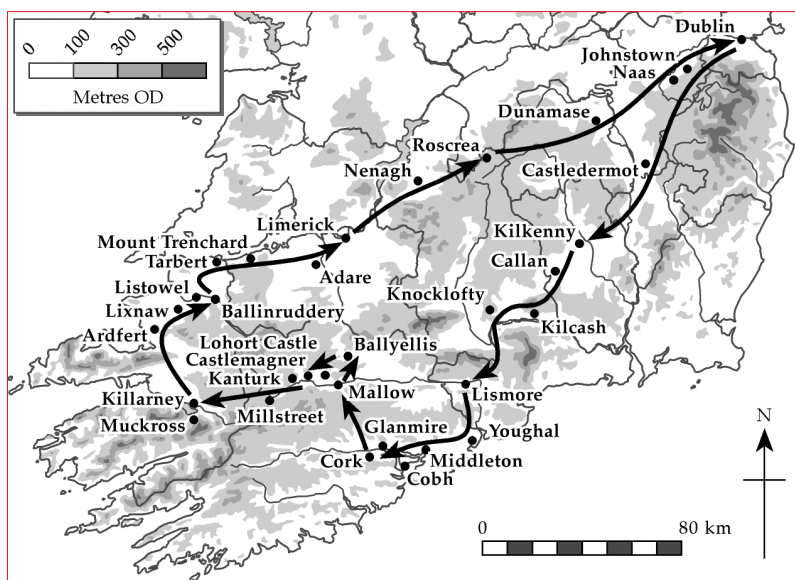 0 100 300 500
Metres OD
Dublin
Johnstown
Naas
Dunamase
Roscrea
Castledermot
Nenagh
Limerick
Kilkenny
Mount Trenchard
Tarbert
Callan
Adare
Listowel
Knocklofty
Lixnaw
Ballinruddery
Kilcash
Ardfert
Lohort Castle
Ballyellis
Castlemagner
Kanturk
Mallow
Lismore
Killarney
Millstreet
Muckross
Glanmire
Youghal
Cork
Middleton
Cobh
N
0 80 km